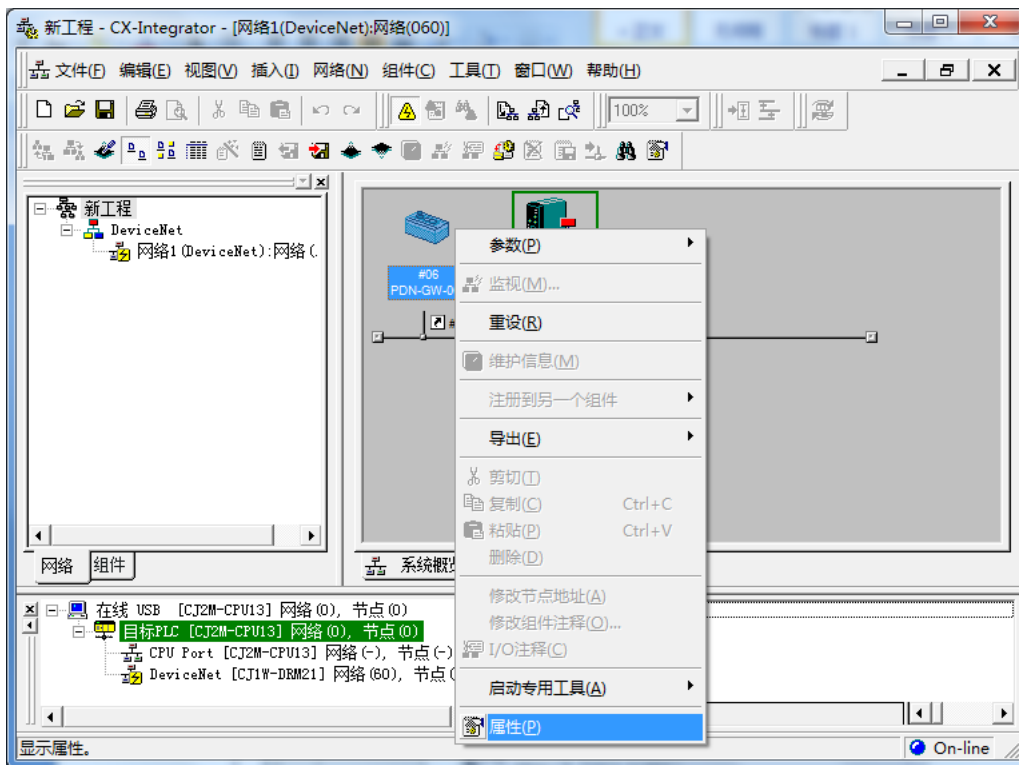 新工程 - CX-Integrator - [网络1(DeviceNet):网络(060)]
文件(F) 编辑(E) 视图(V) 插入(I) 网络(N) 组件(C) 工具(T) 窗口(W) 帮助(H)
100%
新工程
DeviceNet
网络1(DeviceNet):网络(.
#06
PDN-GW-0
#
参数(P)
监视(M)...
重设(R)
维护信息(M)
注册到另一个组件
导出(E)
剪切(T)
复制(C) Ctrl+C
粘贴(P) Ctrl+V
删除(D)
修改节点地址(A)
修改组件注释(O)...
I/O注释(C)
启动专用工具(A)
属性(P)
网络 组件
系统概
在线 USB [CJ2M-CPU13] 网络(0), 节点(0)
目标PLC [CJ2M-CPU13] 网络(0), 节点(0)
CPU Port [CJ2M-CPU13] 网络(-), 节点(-)
DeviceNet [CJ1W-DRM21] 网络(60), 节点(
显示属性。
On-line